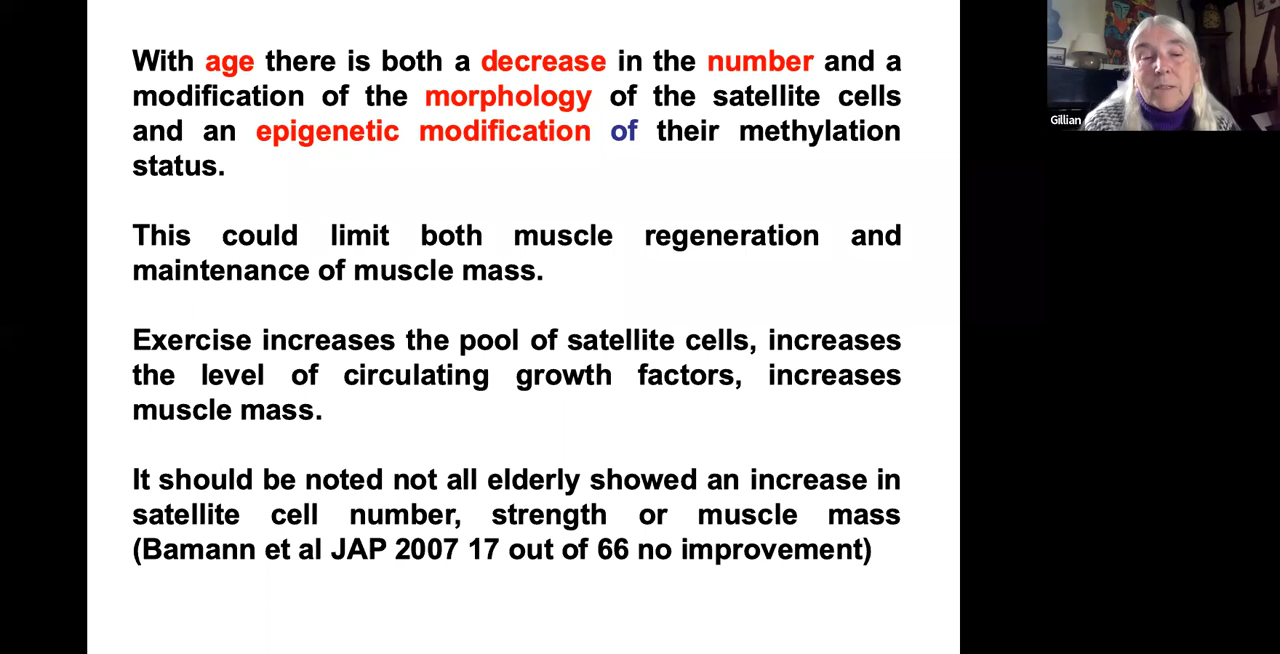 With age there is both a decrease in the number and a
modification of the morphology of the satellite cells
and an epigenetic modification of their methylation
status.
This could limit both muscle regeneration and
maintenance of muscle mass.
Exercise increases the pool of satellite cells, increases
the level of circulating growth factors, increases
muscle mass.
It should be noted not all elderly showed an increase in
satellite cell number, strength or muscle mass
(Bamann et al JAP 2007 17 out of 66 no improvement)
Gillian